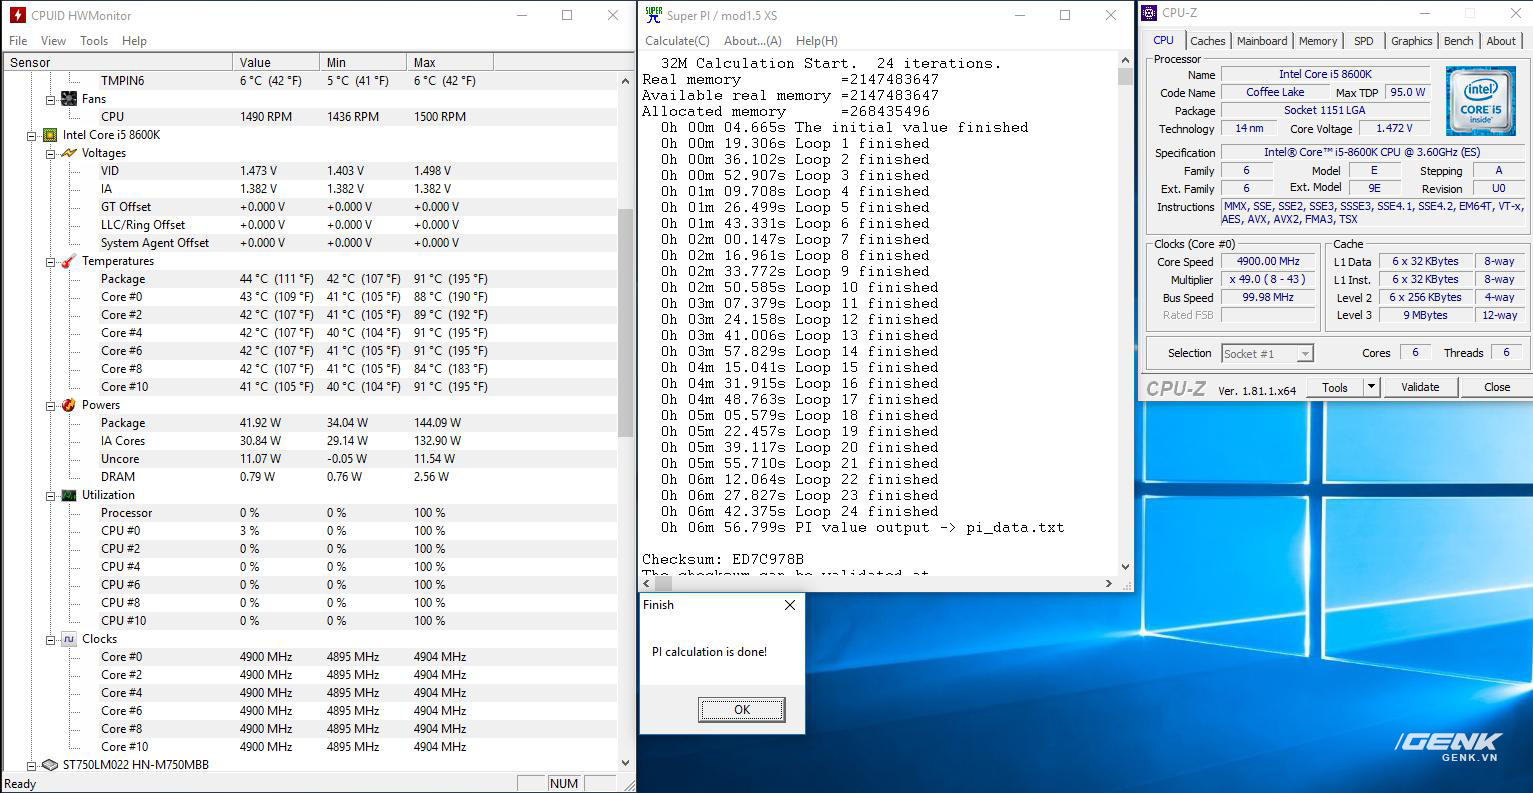 CPUID HWMonitor
File View Tools Help
Sensor Value Min Max
TMPIN6 6 °C (42 °F) 5 °C (41 °F) 6 °C (42 °F)
Fans
CPU 1490 RPM 1436 RPM 1500 RPM
Intel Core i5 8600K
Voltages
VID 1.473 V 1.403 V 1.498 V
IA 1.382 V 1.382 V 1.382 V
GT Offset +0.000 V +0.000 V +0.000 V
LLC/Ring Offset +0.000 V +0.000 V +0.000 V
System Agent Offset +0.000 V +0.000 V +0.000 V
Temperatures
Package 44 °C (111 °F) 42 °C (107 °F) 91 °C (195 °F)
Core #0 43 °C (109 °F) 41 °C (105 °F) 88 °C (190 °F)
Core #2 42 °C (107 °F) 41 °C (105 °F) 89 °C (192 °F)
Core #4 42 °C (107 °F) 40 °C (104 °F) 91 °C (195 °F)
Core #6 42 °C (107 °F) 41 °C (105 °F) 91 °C (195 °F)
Core #8 42 °C (107 °F) 41 °C (105 °F) 84 °C (183 °F)
Core #10 41 °C (105 °F) 40 °C (104 °F) 91 °C (195 °F)
Powers
Package 41.92 W 34.04 W 144.09 W
IA Cores 30.84 W 29.14 W 132.90 W
Uncore 11.07 W -0.05 W 11.54 W
DRAM 0.79 W 0.76 W 2.56 W
Utilization
Processor 0 % 0 % 100 %
CPU #0 3 % 0 % 100 %
CPU #2 0 % 0 % 100 %
CPU #4 0 % 0 % 100 %
CPU #6 0 % 0 % 100 %
CPU #8 0 % 0 % 100 %
CPU #10 0 % 0 % 100 %
Clocks
Core #0 4900 MHz 4895 MHz 4904 MHz
Core #2 4900 MHz 4895 MHz 4904 MHz
Core #4 4900 MHz 4895 MHz 4904 MHz
Core #6 4900 MHz 4895 MHz 4904 MHz
Core #8 4900 MHz 4895 MHz 4904 MHz
Core #10 4900 MHz 4895 MHz 4904 MHz
ST750LM022 HN-M750MBB
Ready NUM
SUPER π Super PI / mod1.5 XS
Calculate(C) About...(A) Help(H)
32M Calculation Start. 24 iterations.
Real memory =2147483647
Available real memory =2147483647
Allocated memory =268435496
0h 00m 04.665s The initial value finished
0h 00m 19.306s Loop 1 finished
0h 00m 36.102s Loop 2 finished
0h 00m 52.907s Loop 3 finished
0h 01m 09.708s Loop 4 finished
0h 01m 26.499s Loop 5 finished
0h 01m 43.331s Loop 6 finished
0h 02m 00.147s Loop 7 finished
0h 02m 16.961s Loop 8 finished
0h 02m 33.772s Loop 9 finished
0h 02m 50.585s Loop 10 finished
0h 03m 07.379s Loop 11 finished
0h 03m 24.158s Loop 12 finished
0h 03m 41.006s Loop 13 finished
0h 03m 57.829s Loop 14 finished
0h 04m 15.041s Loop 15 finished
0h 04m 31.915s Loop 16 finished
0h 04m 48.763s Loop 17 finished
0h 05m 05.579s Loop 18 finished
0h 05m 22.457s Loop 19 finished
0h 05m 39.117s Loop 20 finished
0h 05m 55.710s Loop 21 finished
0h 06m 12.064s Loop 22 finished
0h 06m 27.827s Loop 23 finished
0h 06m 42.375s Loop 24 finished
0h 06m 56.799s PI value output -> pi_data.txt
Checksum: ED7C978B
The checksum can be validated at
Finish
PI calculation is done!
OK
CPU-Z
CPU Caches Mainboard Memory SPD Graphics Bench About
Processor
Name Intel Core i5 8600K
Code Name Coffee Lake Max TDP 95.0 W
Package Socket 1151 LGA
Technology 14 nm Core Voltage 1.472 V
intel CORE i5 inside
Specification Intel® Core™ i5-8600K CPU @ 3.60GHz (ES)
Family 6 Model E Stepping A
Ext. Family 6 Ext. Model 9E Revision U0
Instructions MMX, SSE, SSE2, SSE3, SSSE3, SSE4.1, SSE4.2, EM64T, VT-x,
AES, AVX, AVX2, FMA3, TSX
Clocks (Core #0)
Core Speed 4900.00 MHz
Multiplier x 49.0 ( 8 - 43 )
Bus Speed 99.98 MHz
Rated FSB
Cache
L1 Data 6 x 32 KBytes 8-way
L1 Inst. 6 x 32 KBytes 8-way
Level 2 6 x 256 KBytes 4-way
Level 3 9 MBytes 12-way
Selection Socket #1 Cores 6 Threads 6
CPU-Z Ver. 1.81.1.x64 Tools Validate Close
GENK
GENK.VN